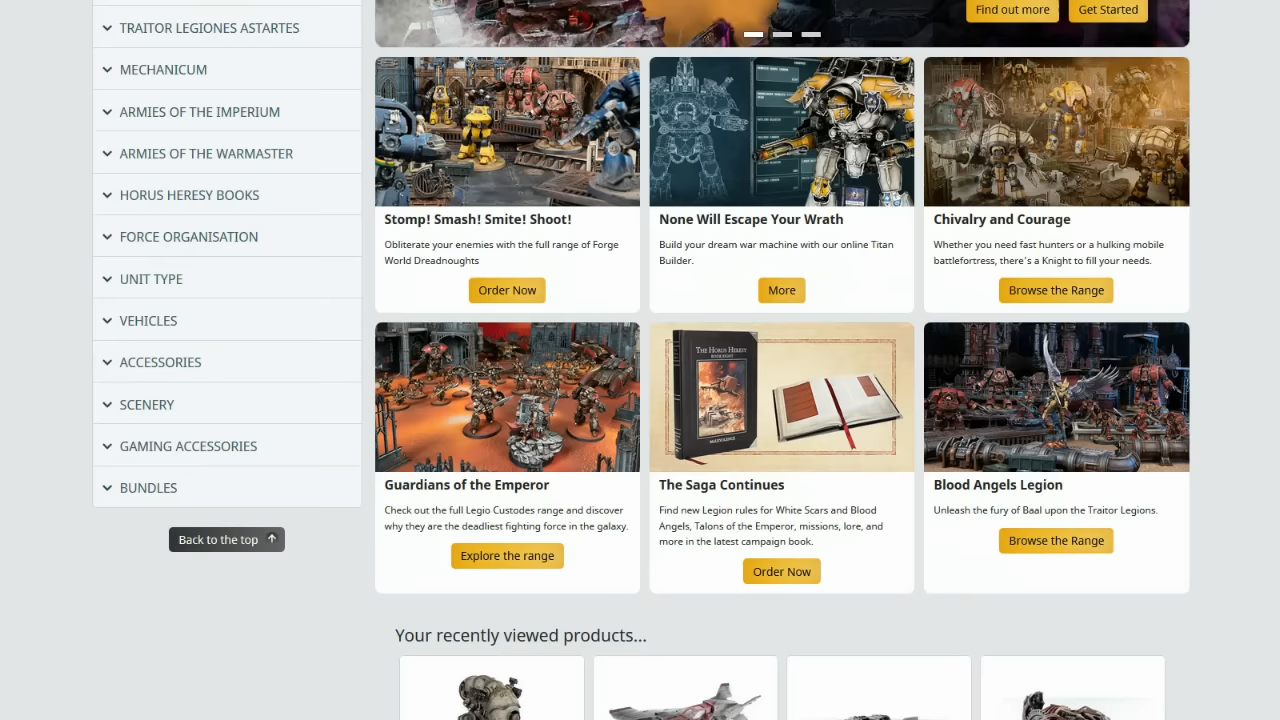 Find out more
Get Started
TRAITOR LEGIONES ASTARTES
MECHANICUM
ARMIES OF THE IMPERIUM
ARMIES OF THE WARMASTER
HORUS HERESY BOOKS
FORCE ORGANISATION
UNIT TYPE
VEHICLES
ACCESSORIES
SCENERY
GAMING ACCESSORIES
BUNDLES
Back to the top
Stomp! Smash! Smite! Shoot!
Obliterate your enemies with the full range of Forge
World Dreadnoughts
Order Now
None Will Escape Your Wrath
Build your dream war machine with our online Titan
Builder.
More
Chivalry and Courage
Whether you need fast hunters or a hulking mobile
battlefortress, there's a Knight to fill your needs.
Browse the Range
Guardians of the Emperor
Check out the full Legio Custodes range and discover
why they are the deadliest fighting force in the galaxy.
Explore the range
THE HORUS HERESY
BOOK EIGHT
MALEVOLENCE
The Saga Continues
Find new Legion rules for White Scars and Blood
Angels, Talons of the Emperor, missions, lore, and
more in the latest campaign book.
Order Now
Blood Angels Legion
Unleash the fury of Baal upon the Traitor Legions.
Browse the Range
Your recently viewed products...